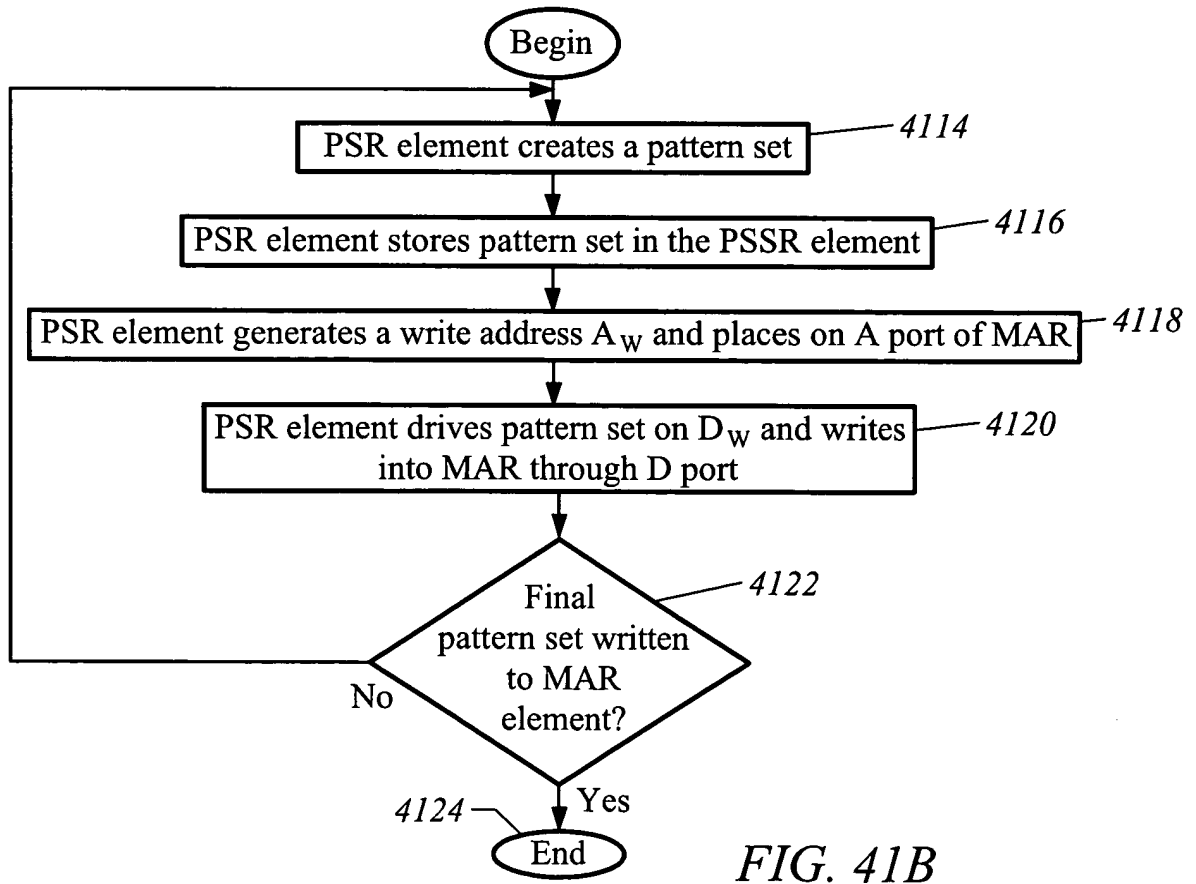 Begin
PSR element creates a pattern set
4114
PSR element stores pattern set in the PSSR element
4116
PSR element generates a write address A_W and places on A port of MAR
4118
PSR element drives pattern set on D_W and writes
into MAR through D port
4120
Final
pattern set written
to MAR
element?
4122
No
Yes
4124
End
FIG. 41B